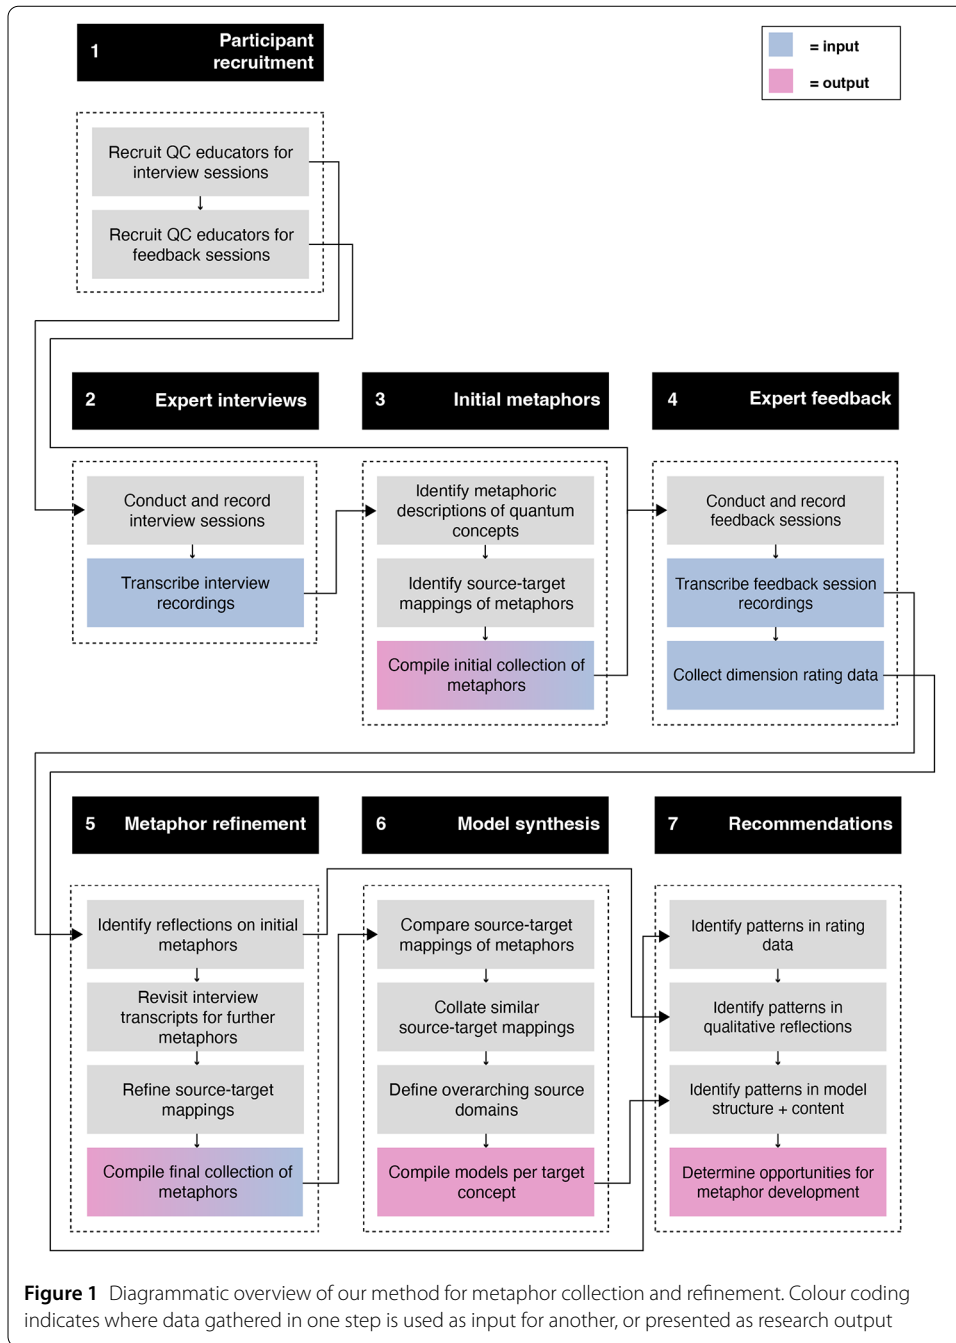 1 Participant
recruitment
= input
= output
Recruit QC educators for
interview sessions
Recruit QC educators for
feedback sessions
2 Expert interviews
Conduct and record
interview sessions
Transcribe interview
recordings
3 Initial metaphors
Identify metaphoric
descriptions of quantum
concepts
Identify source-target
mappings of metaphors
Compile initial collection of
metaphors
4 Expert feedback
Conduct and record
feedback sessions
Transcribe feedback session
recordings
Collect dimension rating data
5 Metaphor refinement
Identify reflections on initial
metaphors
Revisit interview
transcripts for further
metaphors
Refine source-target
mappings
Compile final collection of
metaphors
6 Model synthesis
Compare source-target
mappings of metaphors
Collate similar
source-target mappings
Define overarching source
domains
Compile models per target
concept
7 Recommendations
Identify patterns in rating
data
Identify patterns in
qualitative reflections
Identify patterns in model
structure + content
Determine opportunities for
metaphor development
Figure 1 Diagrammatic overview of our method for metaphor collection and refinement. Colour coding
indicates where data gathered in one step is used as input for another, or presented as research output